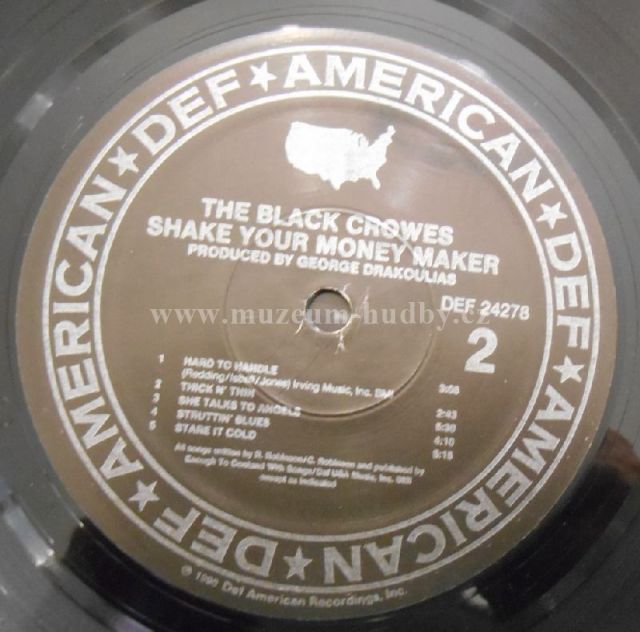 DEF★AMERICAN★DEF★AMERICAN★DEF★AMERICAN★DEF★AMERICAN★
THE BLACK CROWES
SHAKE YOUR MONEY MAKER
PRODUCED BY GEORGE DRAKOULIAS
DEF 24278
www.muzeum-hudby.cz
2
1 HARD TO HANDLE
(Redding/Isbell/Jones) Irving Music, Inc. BMI 3:08
2 THICK N' THIN 2:43
3 SHE TALKS TO ANGELS 5:30
4 STRUTTIN' BLUES 4:10
5 STARE IT COLD 5:15
All songs written by R. Robinson/C. Robinson and published by
Enough To Contend With Songs/Def USA Music, Inc. BMI
except as indicated
℗ 1990 Def American Recordings, Inc.